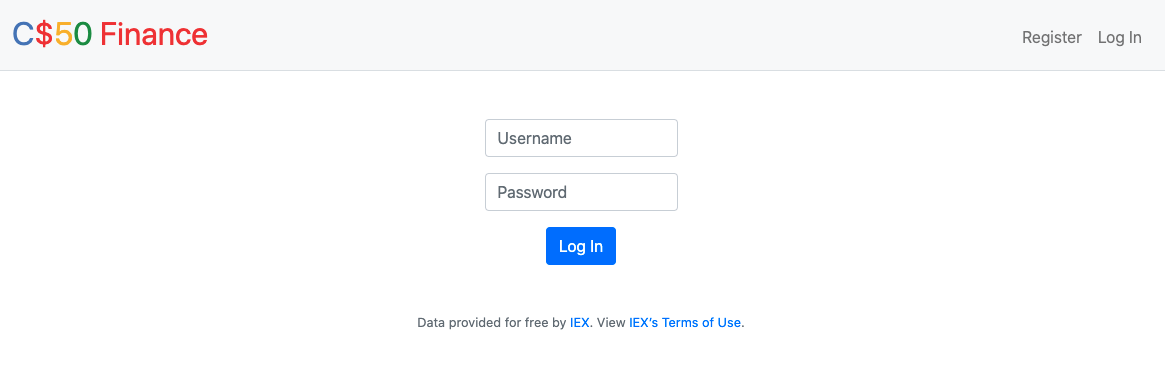 C$50 Finance
Register Log In
Username
Password
Log In
Data provided for free by IEX. View IEX's Terms of Use.